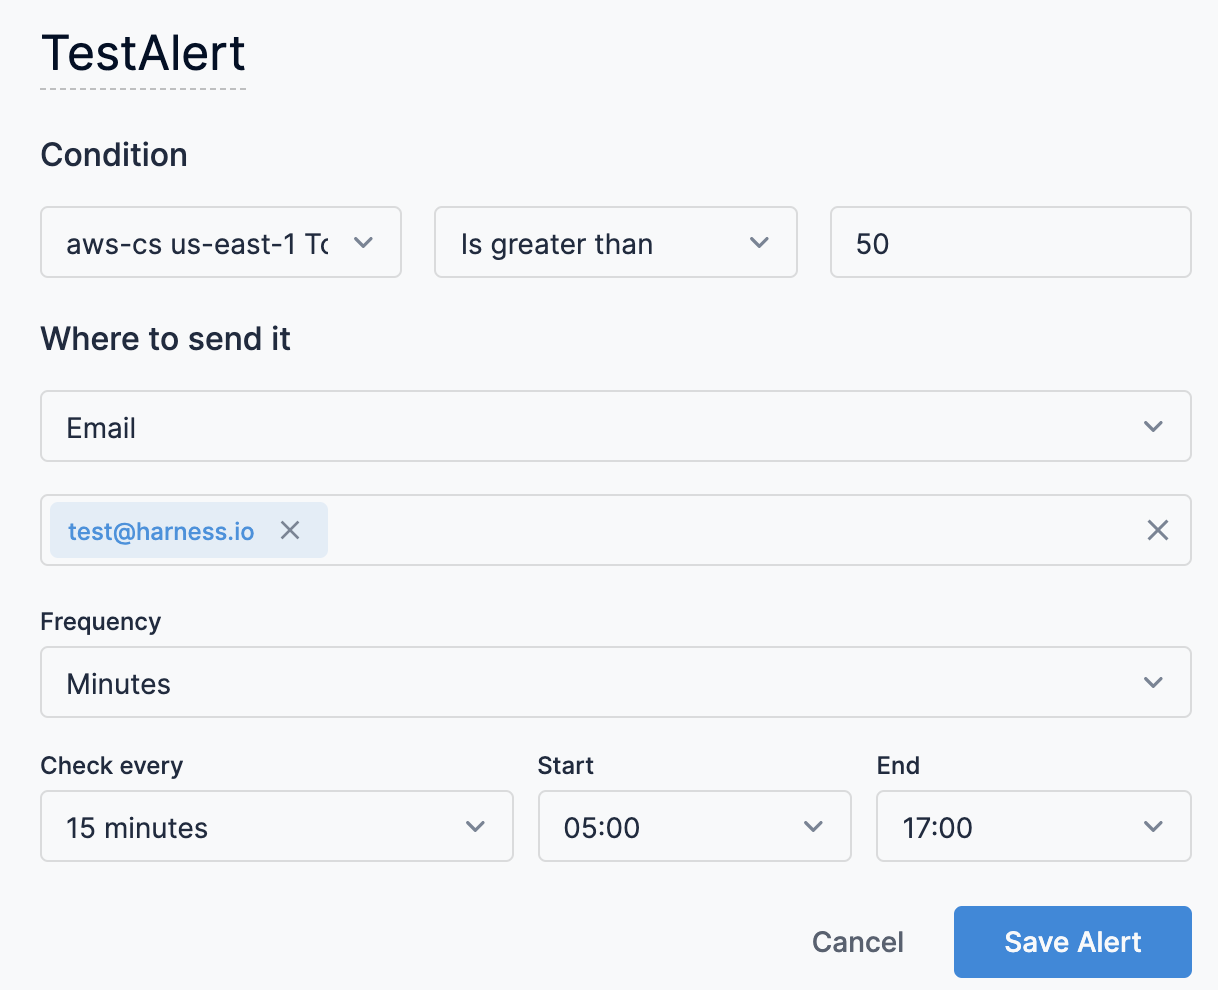 TestAlert
Condition
aws-cs us-east-1 Is greater than 50
Where to send it
Email
test@harness.io
Frequency
Minutes
Check every Start End
15 minutes 05:00 17:00
Cancel Save Alert